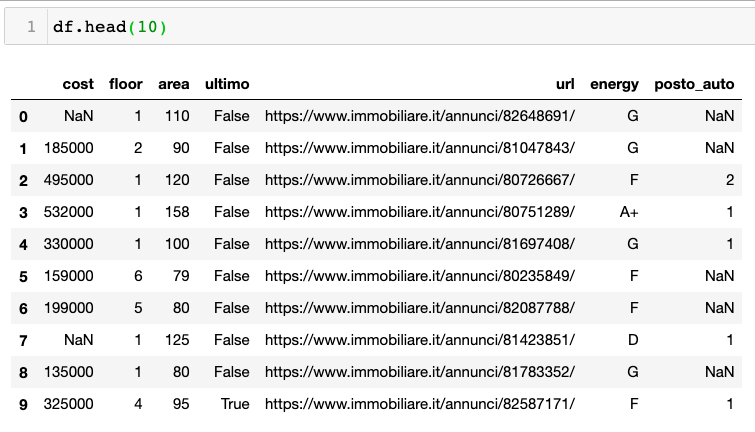 1 df.head(10)
cost floor area ultimo url energy posto_auto
0 NaN 1 110 False https://www.immobiliare.it/annunci/82648691/ G NaN
1 185000 2 90 False https://www.immobiliare.it/annunci/81047843/ G NaN
2 495000 1 120 False https://www.immobiliare.it/annunci/80726667/ F 2
3 532000 1 158 False https://www.immobiliare.it/annunci/80751289/ A+ 1
4 330000 1 100 False https://www.immobiliare.it/annunci/81697408/ G 1
5 159000 6 79 False https://www.immobiliare.it/annunci/80235849/ F NaN
6 199000 5 80 False https://www.immobiliare.it/annunci/82087788/ F NaN
7 NaN 1 125 False https://www.immobiliare.it/annunci/81423851/ D 1
8 135000 1 80 False https://www.immobiliare.it/annunci/81783352/ G NaN
9 325000 4 95 True https://www.immobiliare.it/annunci/82587171/ F 1